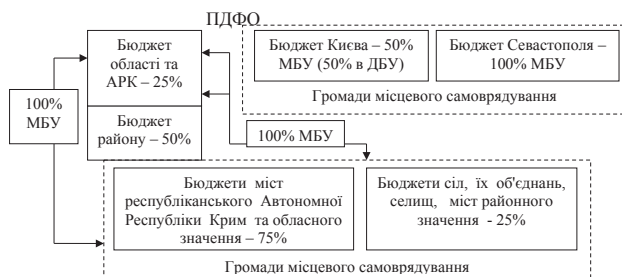 ПДФО
Бюджет
області та
АРК – 25%
Бюджет Києва – 50%
МБУ (50% в ДБУ)
Бюджет Севастополя –
100% МБУ
Громади місцевого самоврядування
100%
МБУ
Бюджет
району – 50%
100% МБУ
Бюджети міст
республіканського Автономної
Республіки Крим та обласного
значення – 75%
Бюджети сіл, їх об'єднань,
селищ, міст районного
значення - 25%
Громади місцевого самоврядування